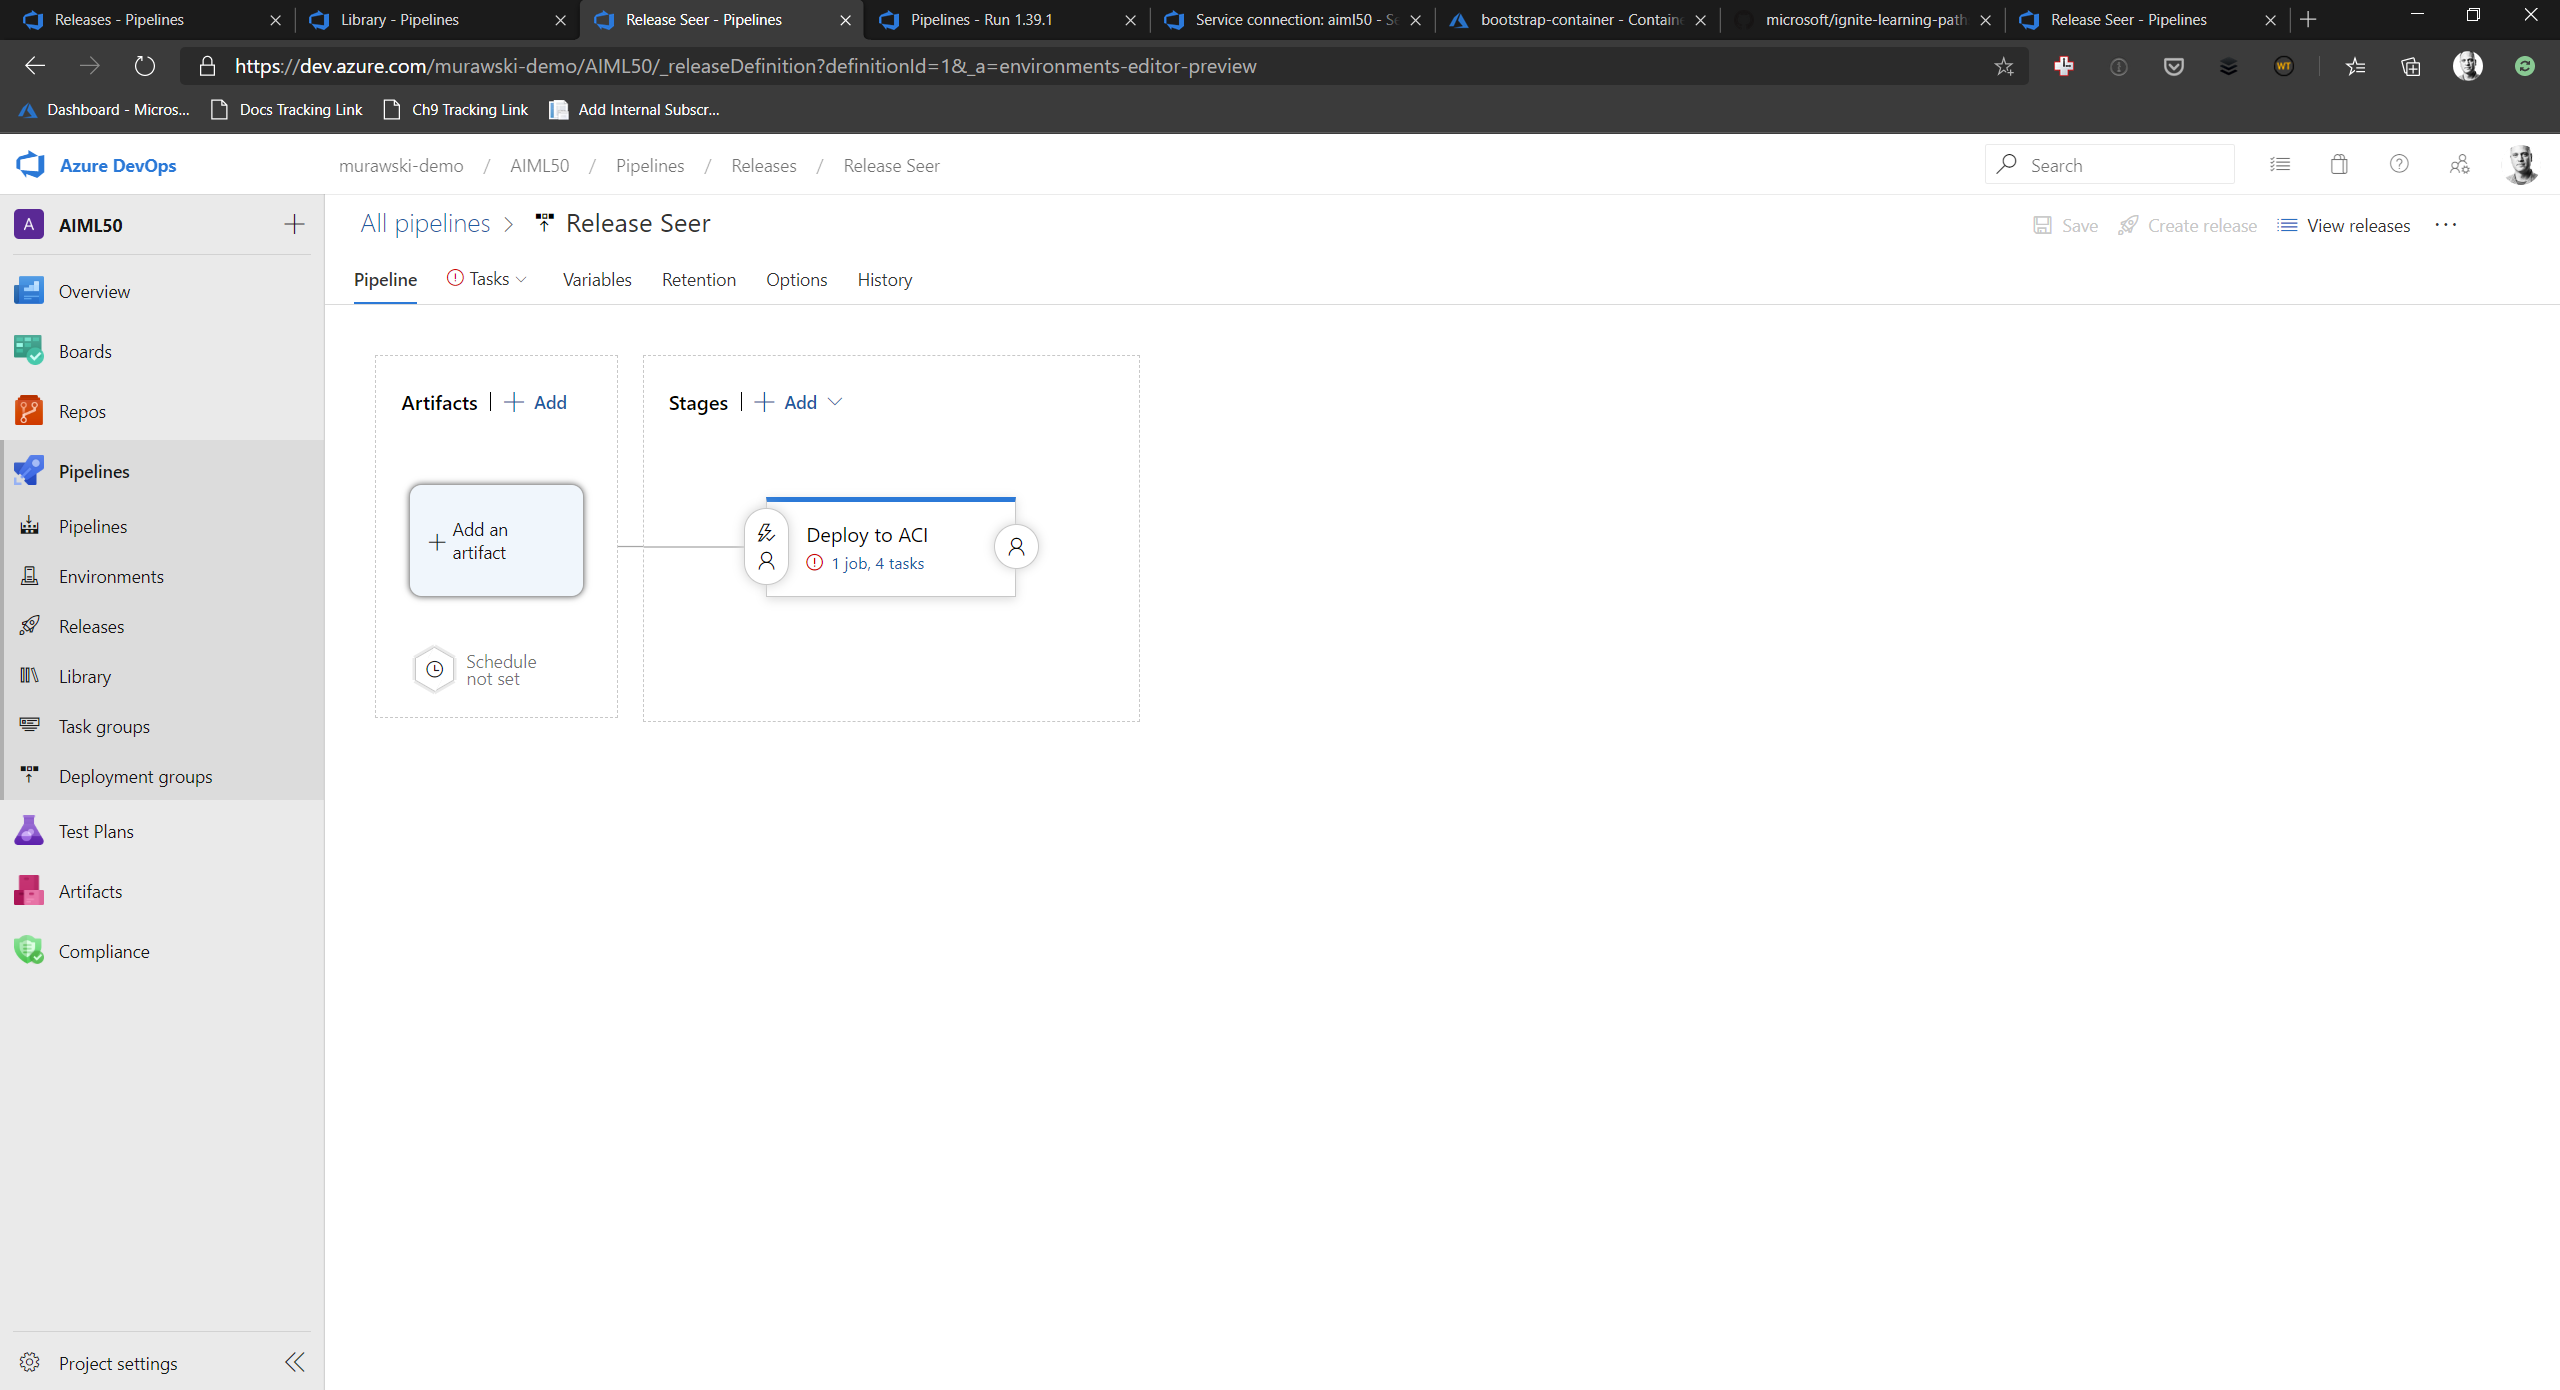 Releases - Pipelines
Library - Pipelines
Release Seer - Pipelines
Pipelines - Run 1.39.1
Service connection: aiml50 - Se
bootstrap-container - Containe
microsoft/ignite-learning-path
Release Seer - Pipelines
https://dev.azure.com/murawski-demo/AIML50/_releaseDefinition?definitionId=1&_a=environments-editor-preview
WT
Dashboard - Micros...
Docs Tracking Link
Ch9 Tracking Link
Add Internal Subscr...
Azure DevOps
murawski-demo / AIML50 / Pipelines / Releases / Release Seer
Search
A AIML50
All pipelines > Release Seer
Save
Create release
View releases
Pipeline
Tasks
Variables
Retention
Options
History
Overview
Boards
Repos
Pipelines
Pipelines
Environments
Releases
Library
Task groups
Deployment groups
Test Plans
Artifacts
Compliance
Project settings
Artifacts | + Add
Add an
artifact
Schedule
not set
Stages | + Add
Deploy to ACI
1 job, 4 tasks